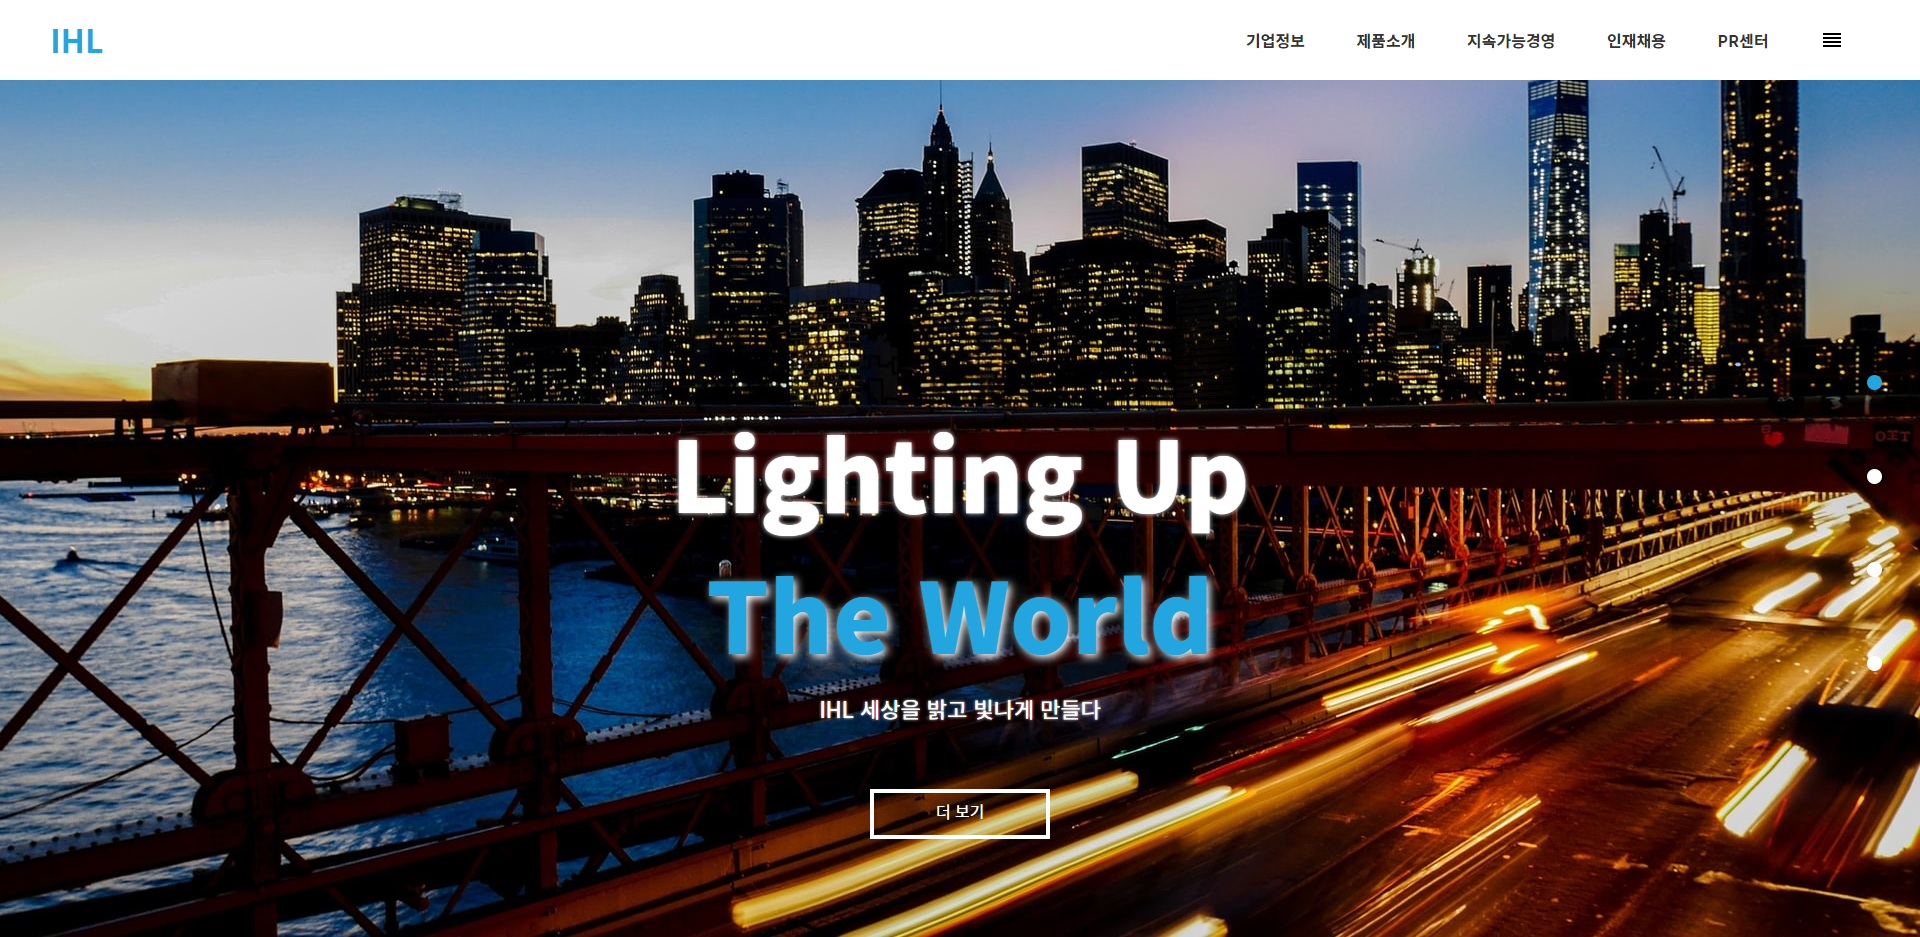 IHL
기업정보 제품소개 지속가능경영 인재채용 PR센터
Lighting Up
The World
IHL 세상을 밝고 빛나게 만들다
더 보기